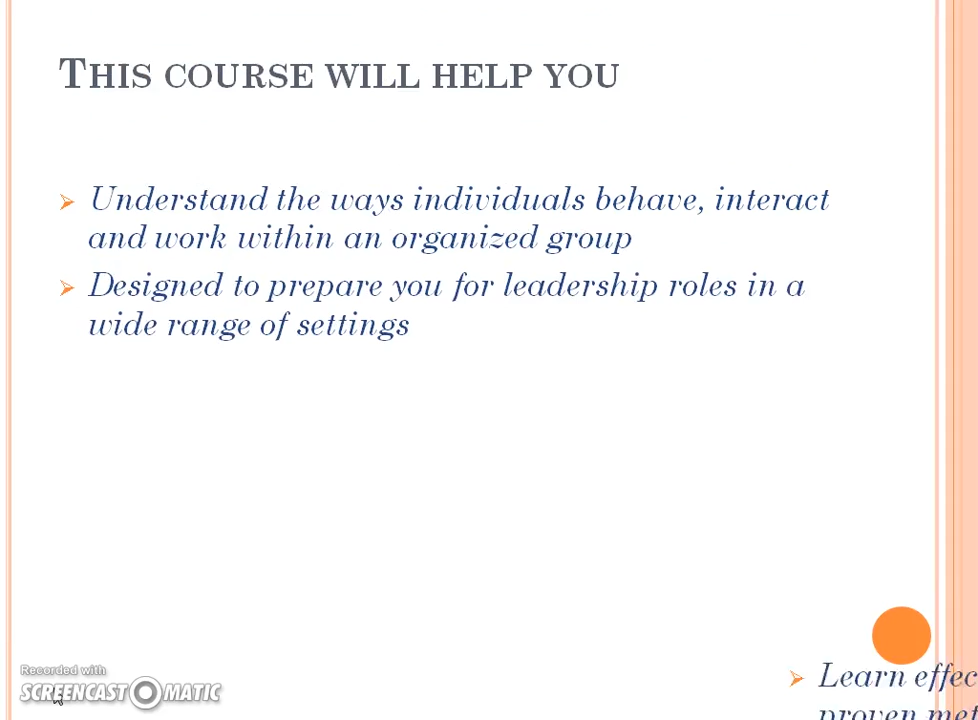 THIS COURSE WILL HELP YOU
Understand the ways individuals behave, interact
and work within an organized group
Designed to prepare you for leadership roles in a
wide range of settings
Learn effec
proven met
Recorded with
SCREENCAST MATIC